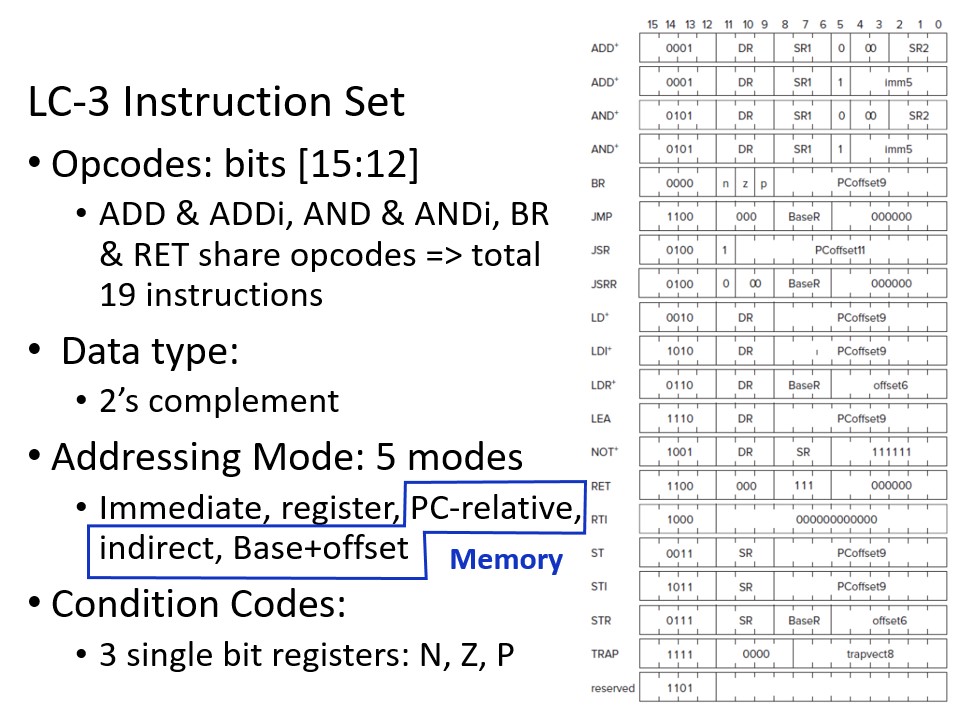 LC-3 Instruction Set
• Opcodes: bits [15:12]
• ADD & ADDi, AND & ANDi, BR
& RET share opcodes => total
19 instructions
• Data type:
• 2’s complement
• Addressing Mode: 5 modes
• Immediate, register, PC-relative,
indirect, Base+offset
Memory
• Condition Codes:
• 3 single bit registers: N, Z, P
15 14 13 12 11 10 9 8 7 6 5 4 3 2 1 0
ADD+ 0001 DR SR1 0 00 SR2
ADD+ 0001 DR SR1 1 imm5
AND+ 0101 DR SR1 0 00 SR2
AND+ 0101 DR SR1 1 imm5
BR 0000 n z p PCoffset9
JMP 1100 000 BaseR 000000
JSR 0100 1 PCoffset11
JSRR 0100 0 00 BaseR 000000
LD+ 0010 DR PCoffset9
LDI+ 1010 DR PCoffset9
LDR+ 0110 DR BaseR offset6
LEA 1110 DR PCoffset9
NOT+ 1001 DR SR 111111
RET 1100 000 111 000000
RTI 1000 000000000000
ST 0011 SR PCoffset9
STI 1011 SR PCoffset9
STR 0111 SR BaseR offset6
TRAP 1111 0000 trapvect8
reserved 1101